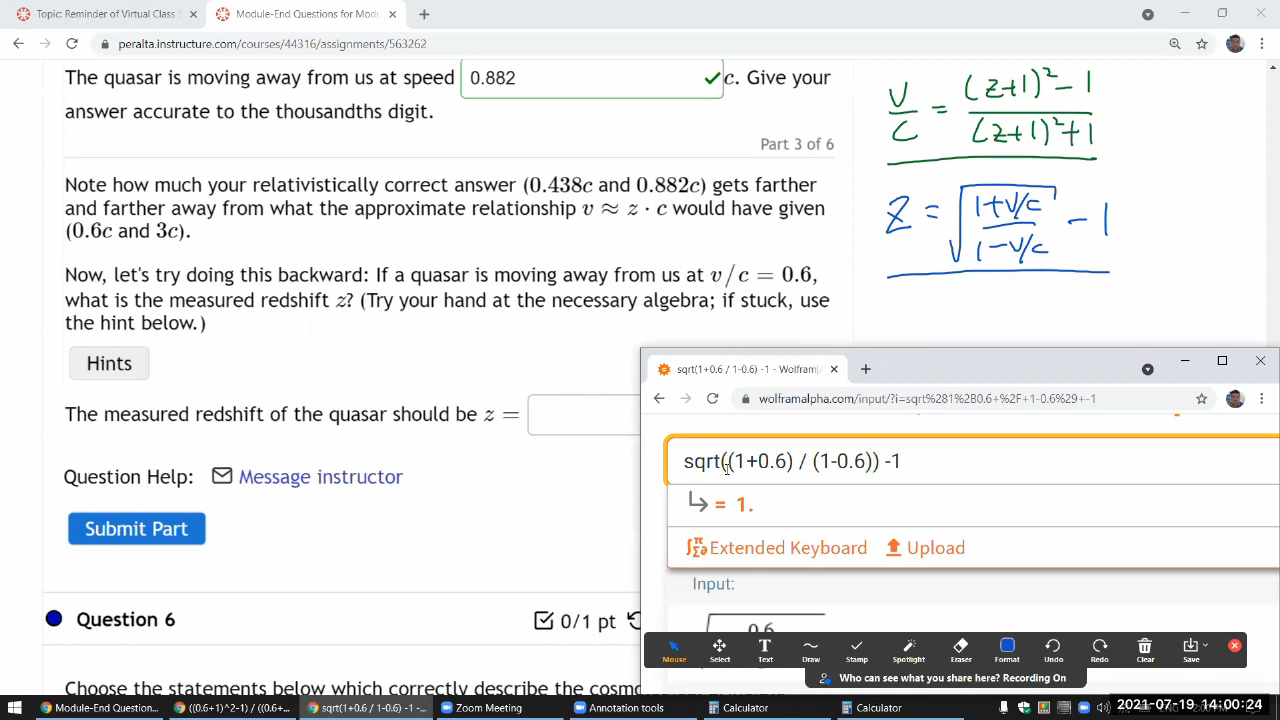 Topic: Reminder of Virtual Class
Module-End Questions for Mod
peralta.instructure.com/courses/44316/assignments/563262
The quasar is moving away from us at speed 0.882 c. Give your
answer accurate to the thousandths digit.
Part 3 of 6
Note how much your relativistically correct answer (0.438c and 0.882c) gets farther
and farther away from what the approximate relationship v ≈ z · c would have given
(0.6c and 3c).
Now, let's try doing this backward: If a quasar is moving away from us at v/c = 0.6,
what is the measured redshift z? (Try your hand at the necessary algebra; if stuck, use
the hint below.)
Hints
The measured redshift of the quasar should be z =
Question Help: Message instructor
Submit Part
Question 6
0/1 pt
Choose the statements below which correctly describe the
V/C = ((z+1)²-1)/((z+1)²+1)
Z = √((1+V/C)/(1-V/C)) - 1
sqrt(1+0.6 / 1-0.6) -1 - Wolfram|
wolframalpha.com/input/?i=sqrt%281%2B0.6+%2F+1-0.6%29+-1
sqrt((1+0.6) / (1-0.6)) -1
= 1.
Extended Keyboard
Upload
Input:
0.6
Mouse
Select
Text
Draw
Stamp
Spotlight
Eraser
Format
Undo
Redo
Clear
Save
Who can see what you share here? Recording On
Module-End Question...
((0.6+1)^2-1) / ((0.6+...
sqrt(1+0.6 / 1-0.6) -1 -...
Zoom Meeting
Annotation tools
Calculator
Calculator
2021-07-19 14:00:24